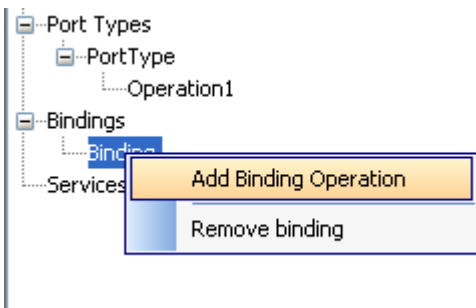 Port Types
PortType
Operation1
Bindings
Binding
Services
Add Binding Operation
Remove binding